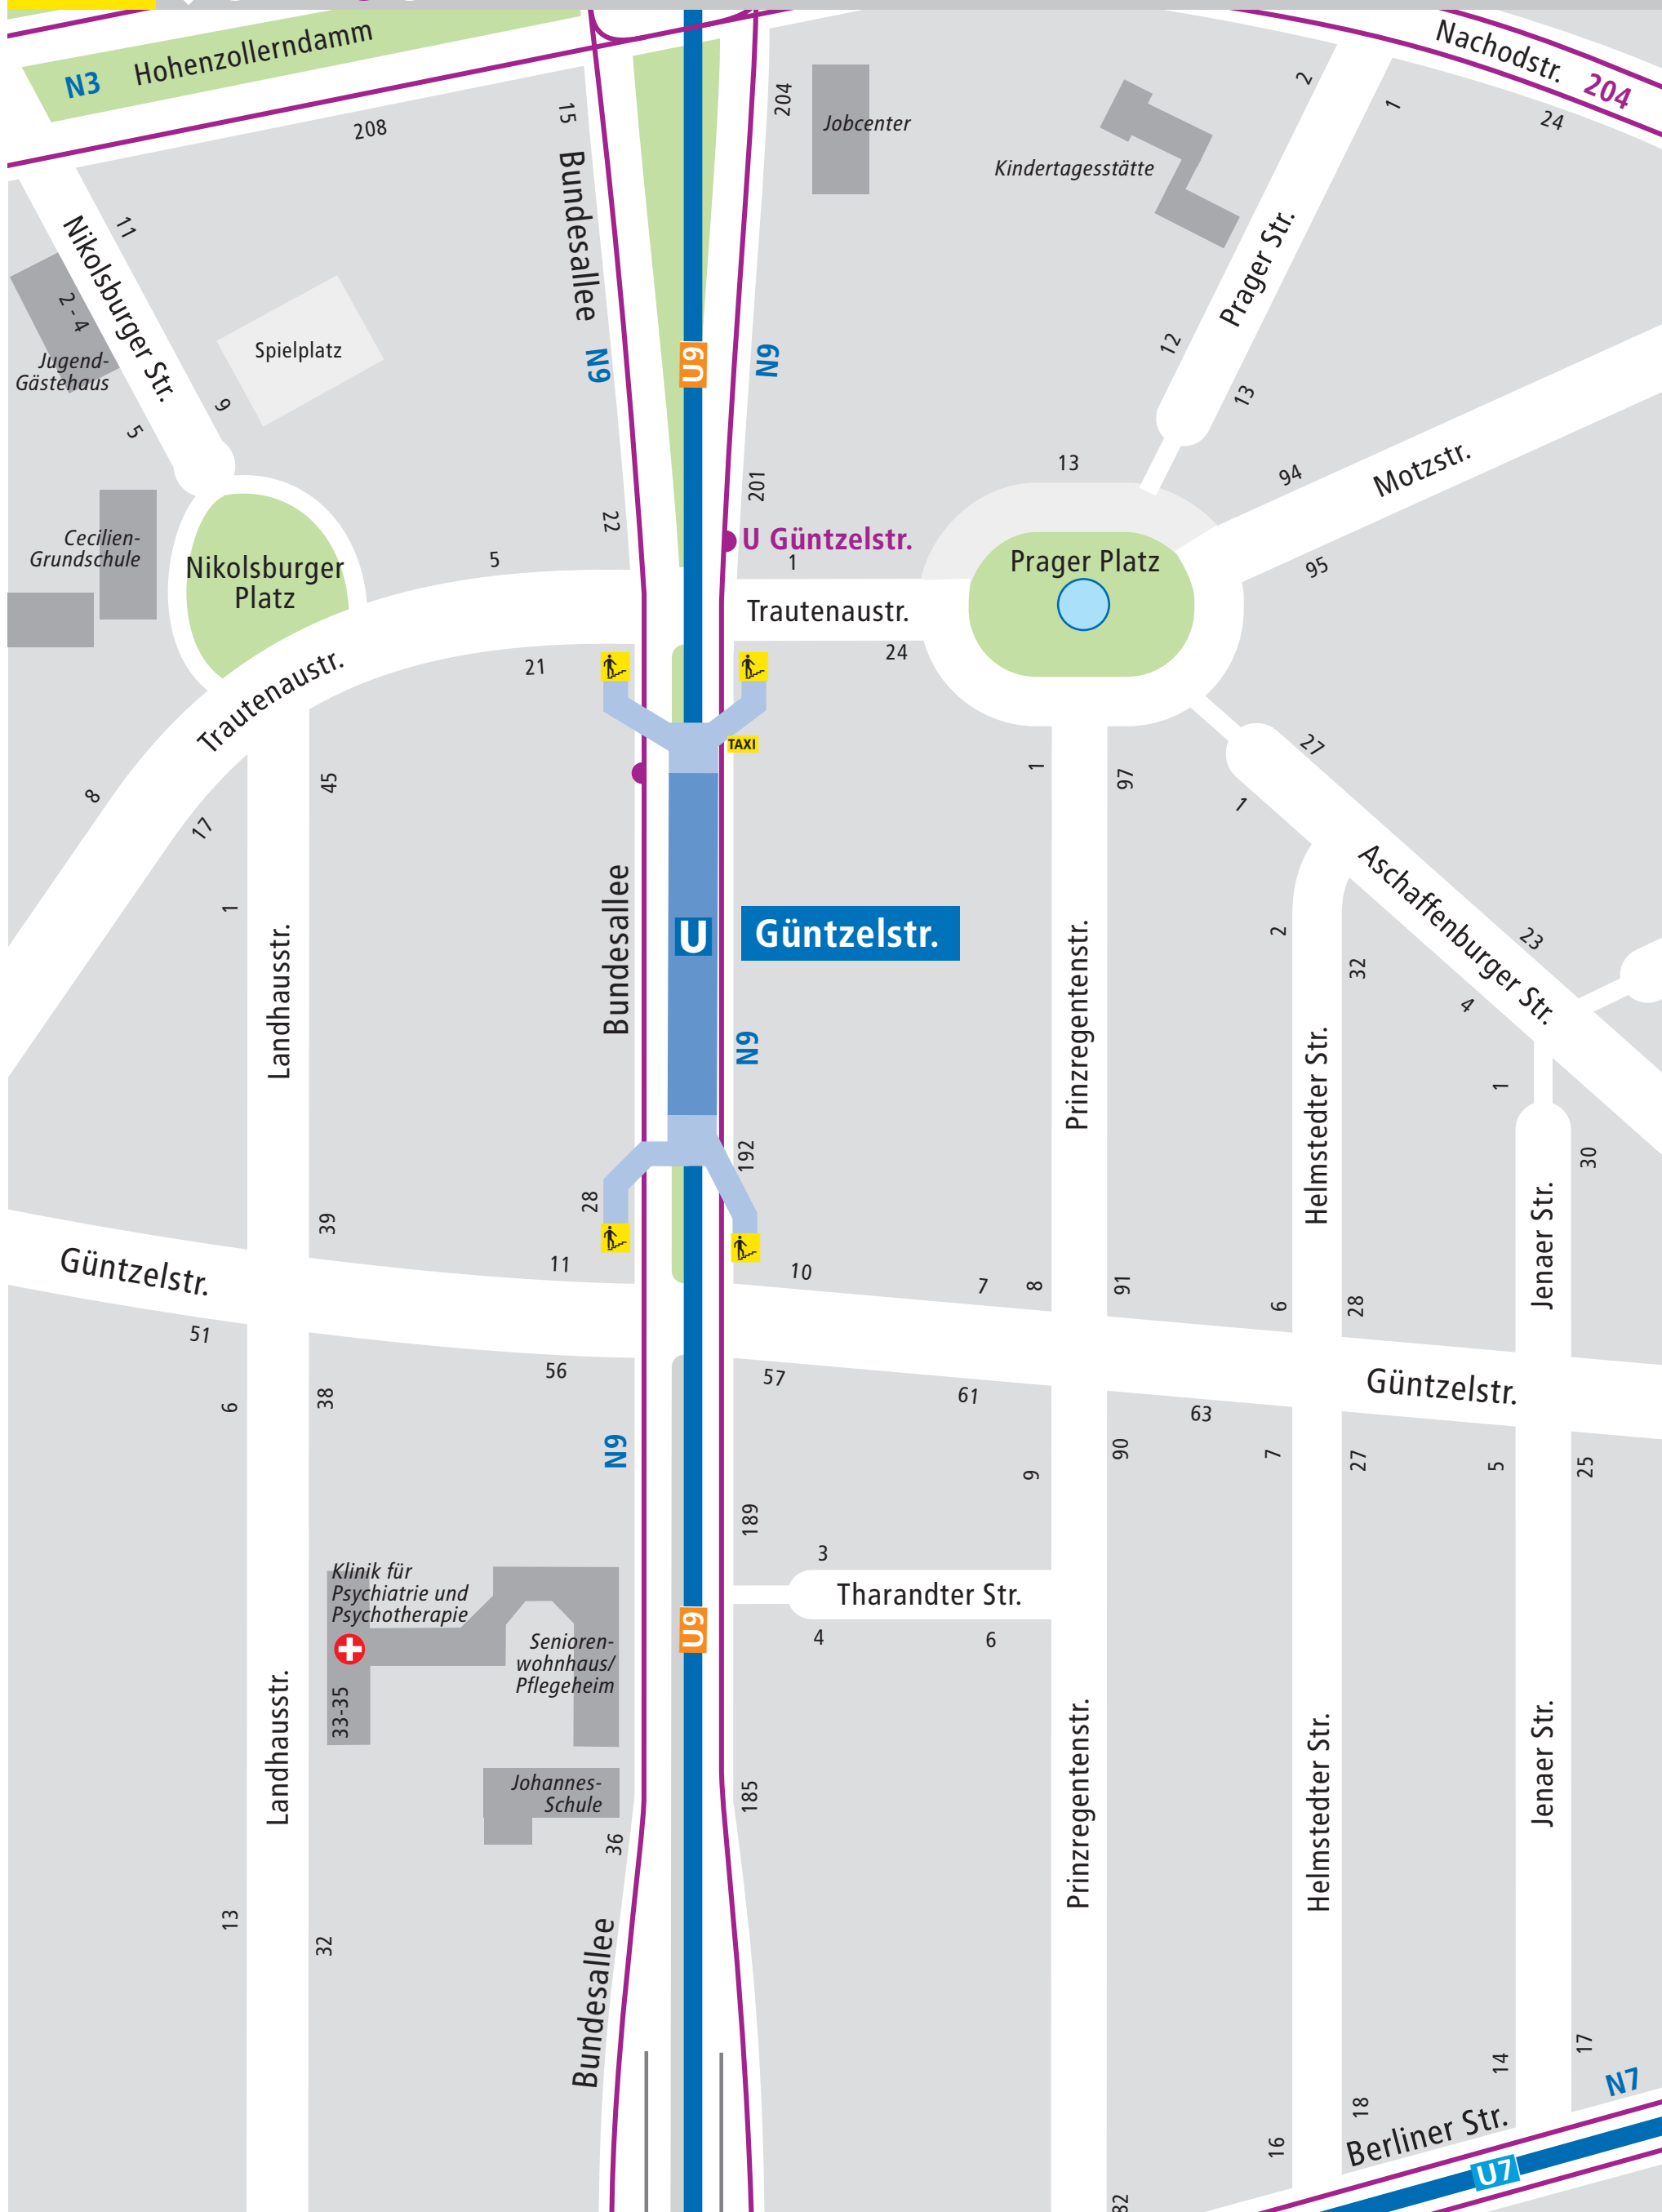 Hohenzollerndamm
N3
208
15
204
Jobcenter
Kindertagesstätte
2
1
Nachodstr.
204
24
Bundesallee
Nikolsburger Str.
11
2 - 4
Jugend-
Gästehaus
Spielplatz
9
5
N9
U9
N9
Prager Str.
12
13
Motzstr.
94
95
13
201
22
U Güntzelstr.
1
5
Cecilien-
Grundschule
Nikolsburger
Platz
Prager Platz
Trautenaustr.
24
21
Trautenaustr.
TAXI
8
17
45
1
1
97
27
1
Aschaffenburger Str.
23
4
Landhausstr.
Bundesallee
U
Güntzelstr.
N9
Prinzregentenstr.
2
32
Helmstedter Str.
1
30
Jenaer Str.
192
28
39
Güntzelstr.
11
10
7
8
91
6
28
51
56
57
61
63
Güntzelstr.
6
38
N9
9
90
7
27
5
25
189
3
Tharandter Str.
4
6
Klinik für
Psychiatrie und
Psychotherapie
Senioren-
wohnhaus/
Pflegeheim
33-35
U9
Landhausstr.
Johannes-
Schule
36
185
Prinzregentenstr.
Helmstedter Str.
Jenaer Str.
13
32
Bundesallee
14
17
N7
18
16
Berliner Str.
U7
82